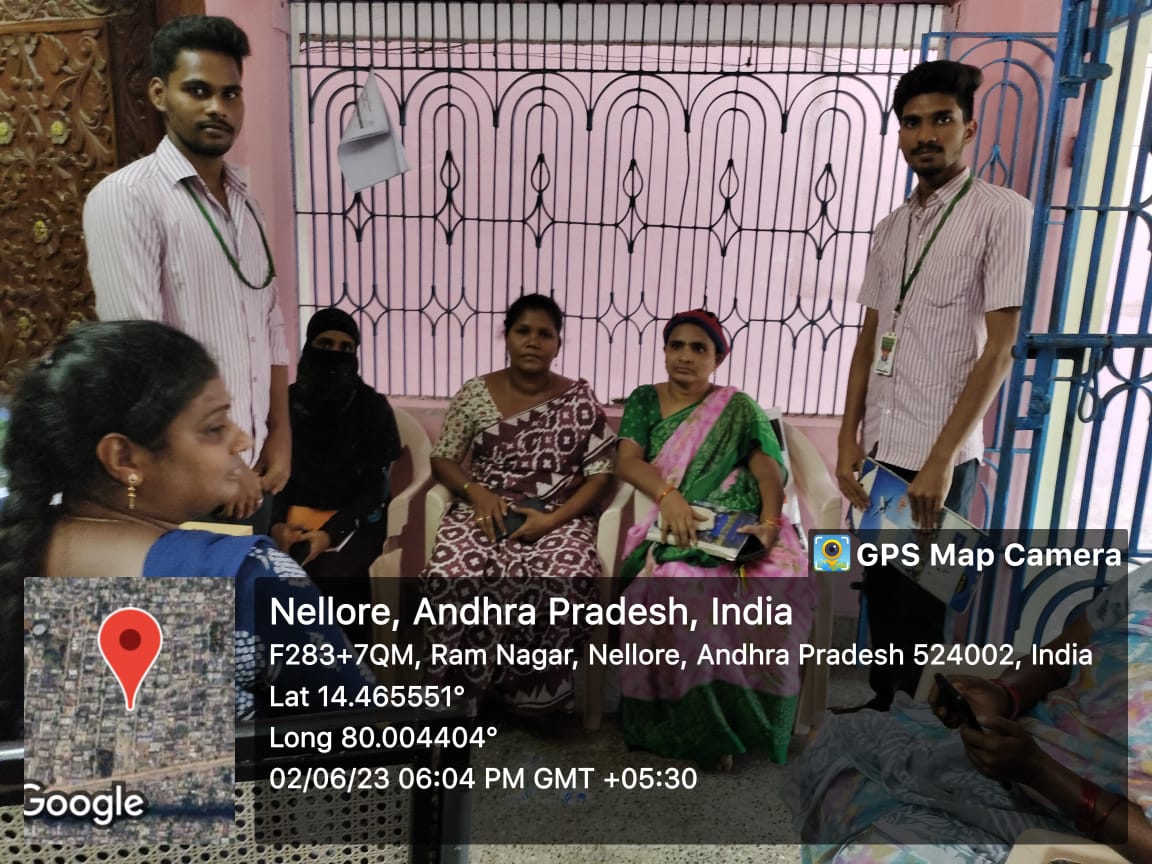 GPS Map Camera
Nellore, Andhra Pradesh, India
F283+7QM, Ram Nagar, Nellore, Andhra Pradesh 524002, India
Lat 14.465551°
Long 80.004404°
02/06/23 06:04 PM GMT +05:30
Google